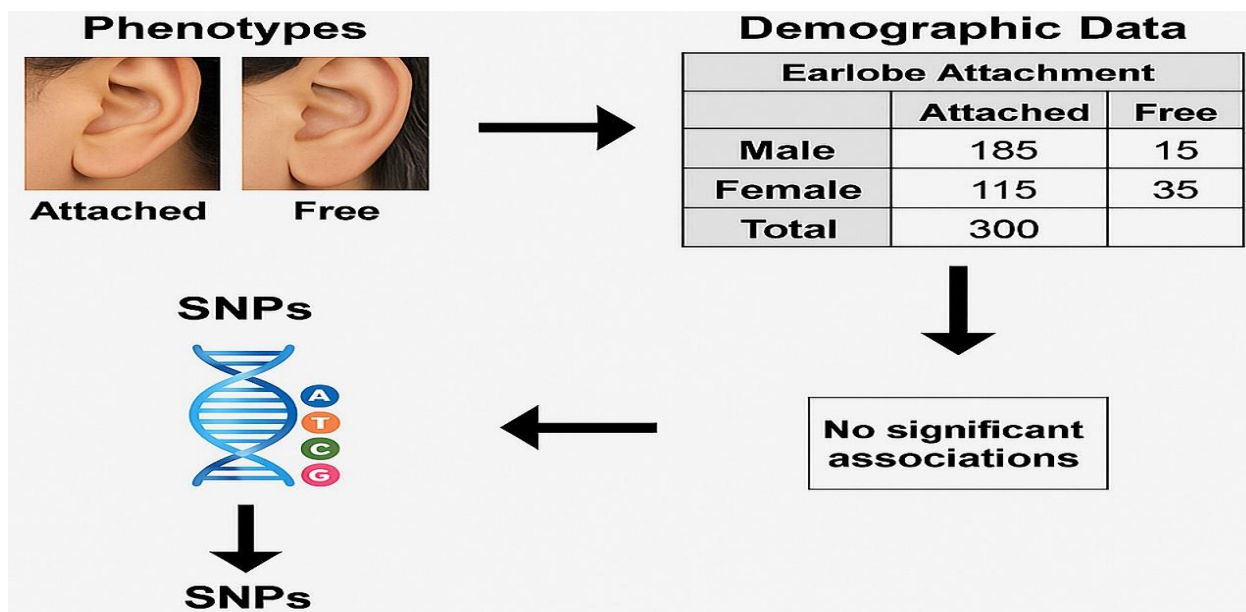 Phenotypes
Attached
Free
Demographic Data
Earlobe Attachment
Attached Free
Male 185 15
Female 115 35
Total 300
No significant
associations
SNPs
A
T
C
G
SNPs